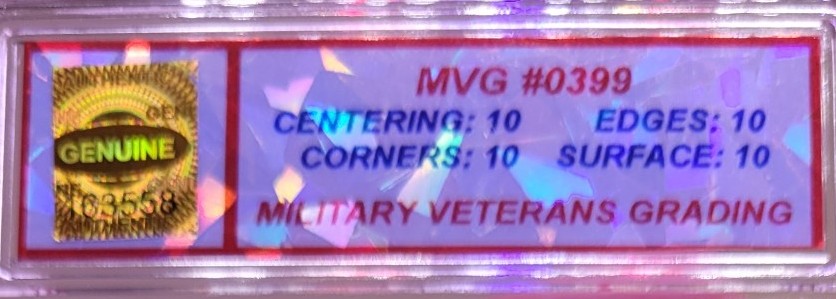 GENUINE
163558
MVG #0399
CENTERING: 10 EDGES: 10
CORNERS: 10 SURFACE: 10
MILITARY VETERANS GRADING